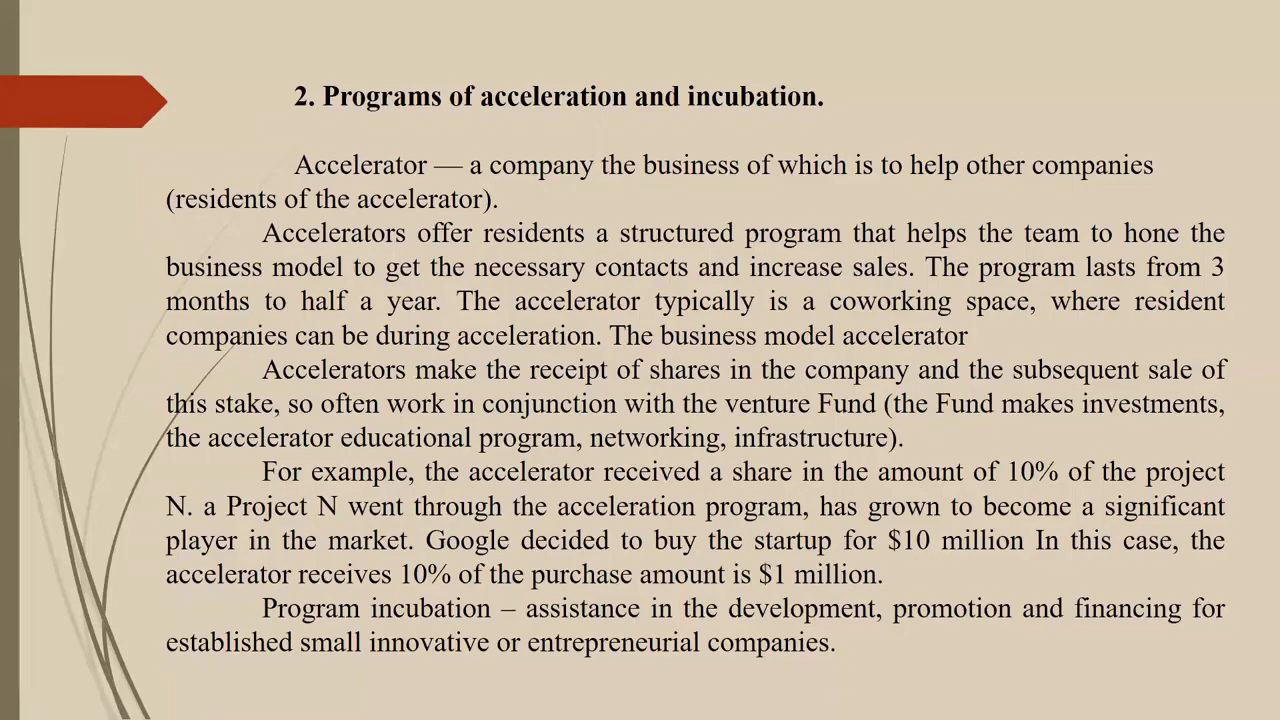 2. Programs of acceleration and incubation.
Accelerator — a company the business of which is to help other companies
(residents of the accelerator).
Accelerators offer residents a structured program that helps the team to hone the
business model to get the necessary contacts and increase sales. The program lasts from 3
months to half a year. The accelerator typically is a coworking space, where resident
companies can be during acceleration. The business model accelerator
Accelerators make the receipt of shares in the company and the subsequent sale of
this stake, so often work in conjunction with the venture Fund (the Fund makes investments,
the accelerator educational program, networking, infrastructure).
For example, the accelerator received a share in the amount of 10% of the project
N. a Project N went through the acceleration program, has grown to become a significant
player in the market. Google decided to buy the startup for $10 million In this case, the
accelerator receives 10% of the purchase amount is $1 million.
Program incubation – assistance in the development, promotion and financing for
established small innovative or entrepreneurial companies.